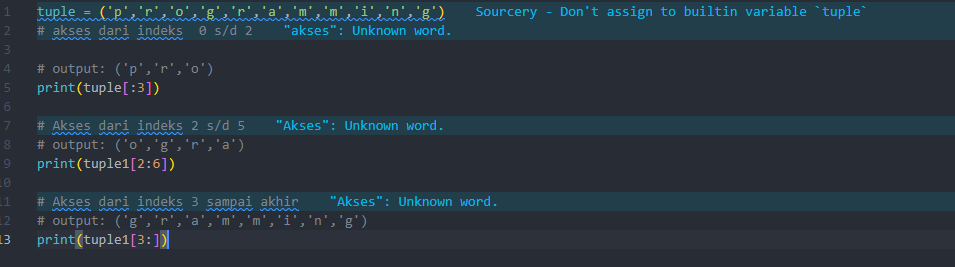 1 tuple = ('p','r','o','g','r','a','m','m','i','n','g') Sourcery - Don't assign to builtin variable `tuple`
2 # akses dari indeks  0 s/d 2 "akses": Unknown word.
3
4 # output: ('p','r','o')
5 print(tuple[:3])
6
7 # Akses dari indeks 2 s/d 5 "Akses": Unknown word.
8 # output: ('o','g','r','a')
9 print(tuple1[2:6])
10
11 # Akses dari indeks 3 sampai akhir "Akses": Unknown word.
12 # output: ('g','r','a','m','m','i','n','g')
13 print(tuple1[3:])